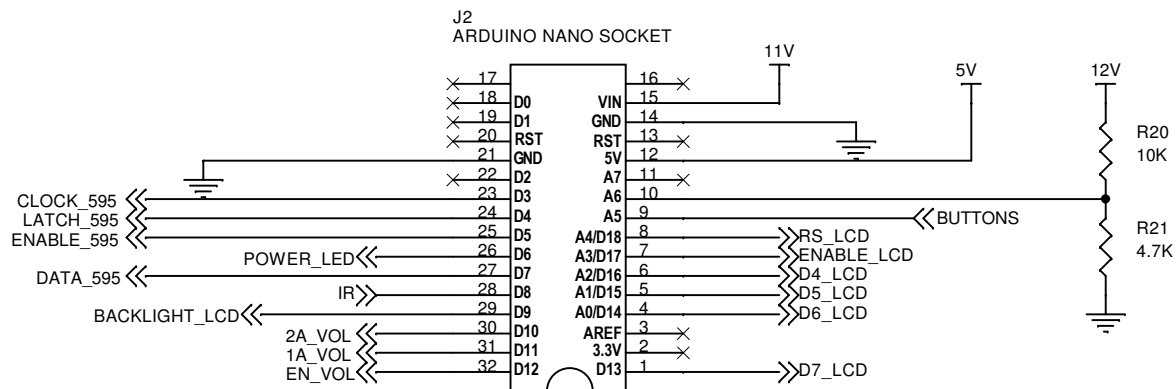 J2
ARDUINO NANO SOCKET
11V
5V
12V
17 16
18 D0 VIN 15
19 D1 GND 14
20 RST RST 13
21 GND 5V 12
22 D2 A7 11
CLOCK_595 23 D3 A6 10
LATCH_595 24 D4 A5 9 BUTTONS
ENABLE_595 25 D5 A4/D18 8 RS_LCD
POWER_LED 26 D6 A3/D17 7 ENABLE_LCD
DATA_595 27 D7 A2/D16 6 D4_LCD
IR 28 D8 A1/D15 5 D5_LCD
BACKLIGHT_LCD 29 D9 A0/D14 4 D6_LCD
2A_VOL 30 D10 AREF 3
1A_VOL 31 D11 3.3V 2
EN_VOL 32 D12 D13 1 D7_LCD
R20
10K
R21
4.7K